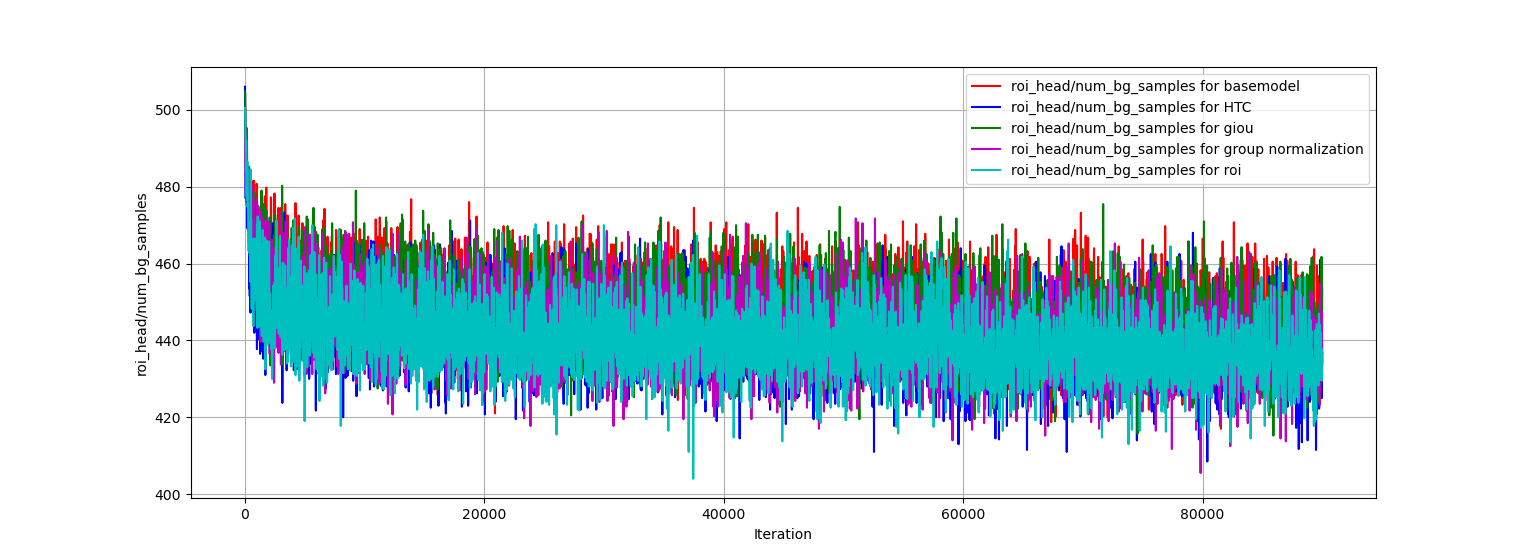 500
480
460
440
420
400
roi_head/num_bg_samples
0
20000
40000
60000
80000
Iteration
roi_head/num_bg_samples for basemodel
roi_head/num_bg_samples for HTC
roi_head/num_bg_samples for giou
roi_head/num_bg_samples for group normalization
roi_head/num_bg_samples for roi